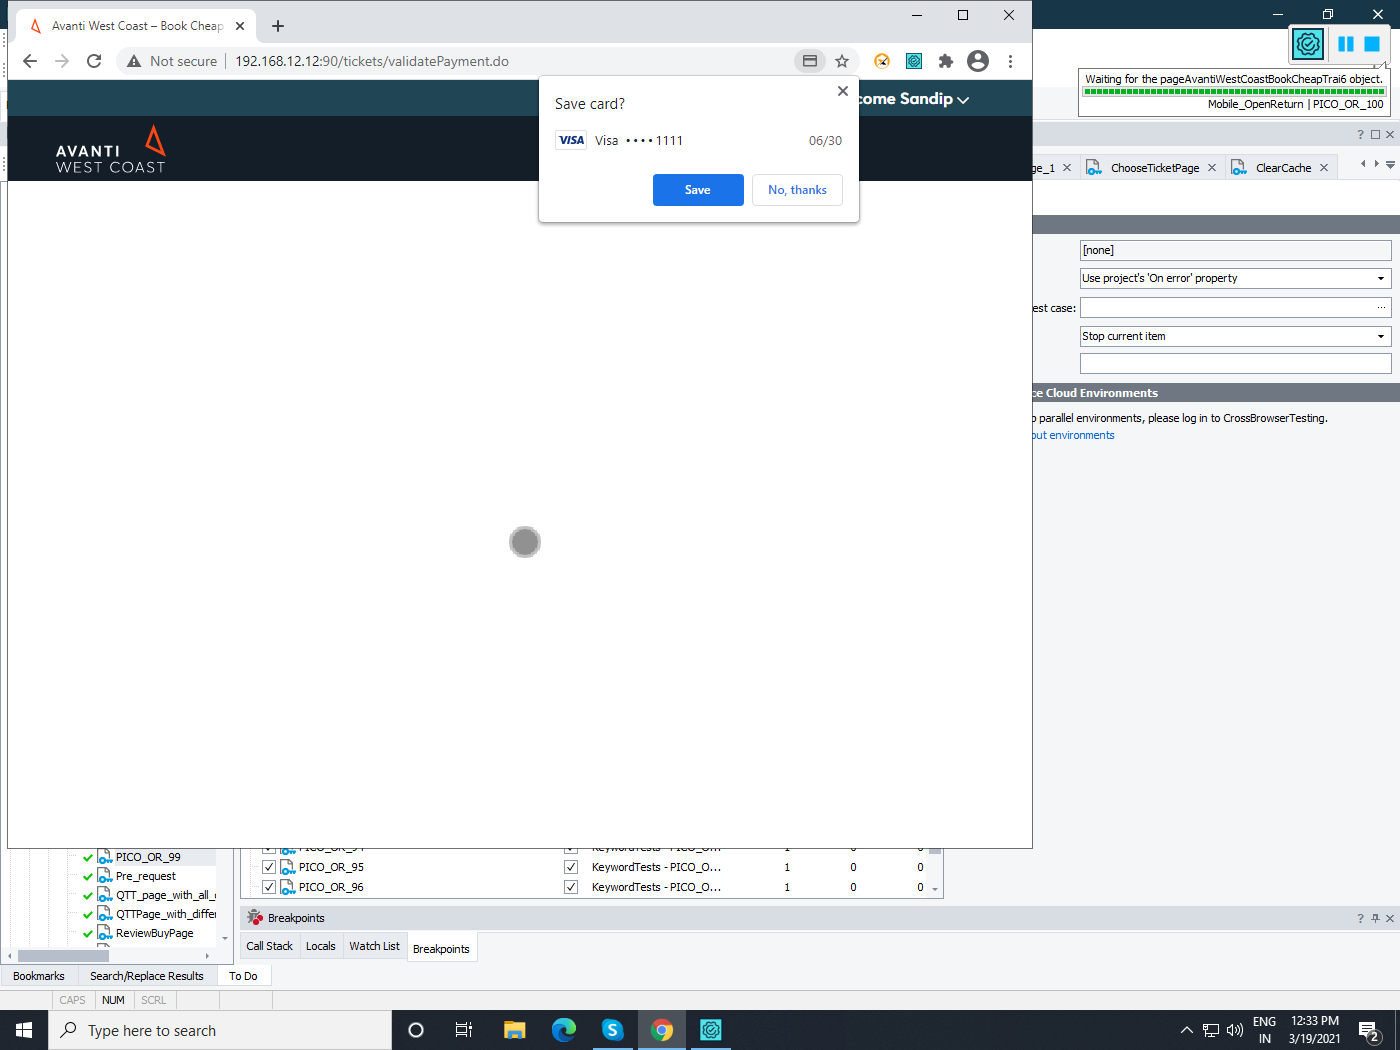 Avanti West Coast – Book Cheap
Not secure
192.168.12.12:90/tickets/validatePayment.do
Waiting for the pageAvantiWestCoastBookCheapTrai6 object.
Mobile_OpenReturn | PICO_OR_100
come Sandip
AVANTI
WEST COAST
Save card?
VISA Visa •••• 1111 06/30
Save
No, thanks
ge_1
ChooseTicketPage
ClearCache
[none]
Use project's 'On error' property
est case:
Stop current item
ce Cloud Environments
o parallel environments, please log in to CrossBrowserTesting.
out environments
PICO_OR_99
Pre_request
QTT_page_with_all_
QTTPage_with_differ
ReviewBuyPage
PICO_OR_95 KeywordTests - PICO_O... 1 0 0
PICO_OR_96 KeywordTests - PICO_O... 1 0 0
Breakpoints
Call Stack Locals Watch List Breakpoints
Bookmarks Search/Replace Results To Do
CAPS NUM SCRL
Type here to search
ENG
IN
12:33 PM
3/19/2021
2